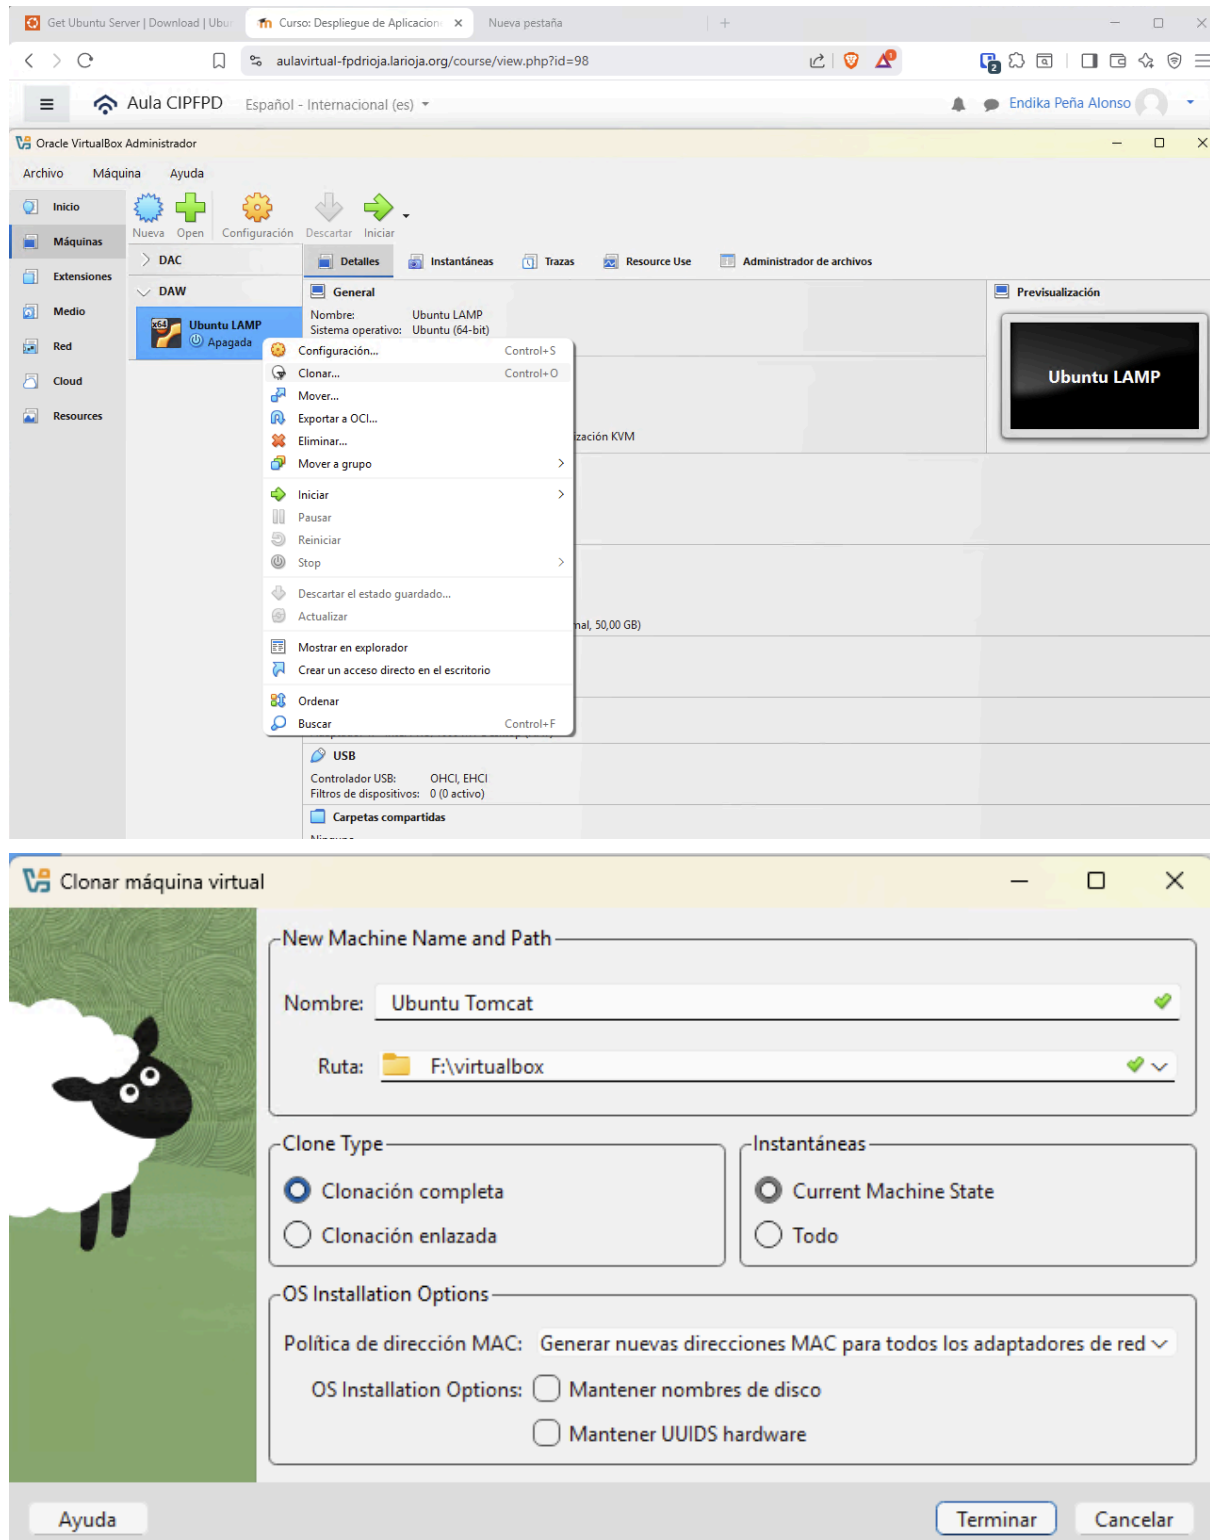 Get Ubuntu Server | Download | Ubu
Curso: Despliegue de Aplicacion
Nueva pestaña
aulavirtual-fpdrioja.larioja.org/course/view.php?id=98
2
Aula CIPFPD
Español - Internacional (es)
Endika Peña Alonso
Oracle VirtualBox Administrador
Archivo Máquina Ayuda
Inicio
Máquinas
Extensiones
Medio
Red
Cloud
Resources
Nueva Open Configuración Descartar Iniciar
DAC
DAW
x64
Ubuntu LAMP
Apagada
Detalles Instantáneas Trazas Resource Use Administrador de archivos
General
Nombre: Ubuntu LAMP
Sistema operativo: Ubuntu (64-bit)
Previsualización
Ubuntu LAMP
Configuración... Control+S
Clonar... Control+O
Mover...
Exportar a OCI...
Eliminar...
Mover a grupo
Iniciar
Pausar
Reiniciar
Stop
Descartar el estado guardado...
Actualizar
Mostrar en explorador
Crear un acceso directo en el escritorio
Ordenar
Buscar Control+F
ización KVM
nal, 50,00 GB)
USB
Controlador USB: OHCI, EHCI
Filtros de dispositivos: 0 (0 activo)
Carpetas compartidas
Clonar máquina virtual
New Machine Name and Path
Nombre: Ubuntu Tomcat
Ruta: F:\virtualbox
Clone Type
Clonación completa
Clonación enlazada
Instantáneas
Current Machine State
Todo
OS Installation Options
Política de dirección MAC: Generar nuevas direcciones MAC para todos los adaptadores de red
OS Installation Options: Mantener nombres de disco
Mantener UUIDS hardware
Ayuda
Terminar
Cancelar